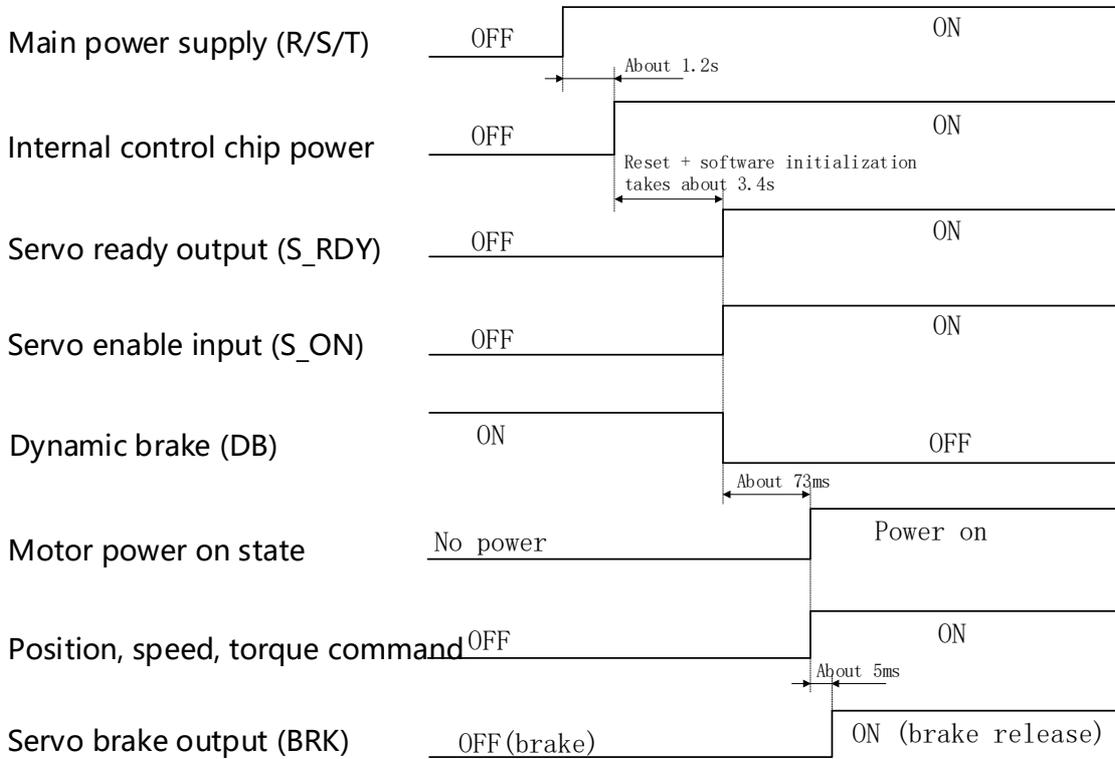 Main power supply (R/S/T)
OFF
ON
About 1.2s
Internal control chip power
OFF
ON
Reset + software initialization
takes about 3.4s
Servo ready output (S_RDY)
OFF
ON
Servo enable input (S_ON)
OFF
ON
Dynamic brake (DB)
ON
OFF
About 73ms
Motor power on state
No power
Power on
Position, speed, torque command
OFF
ON
About 5ms
Servo brake output (BRK)
OFF(brake)
ON (brake release)